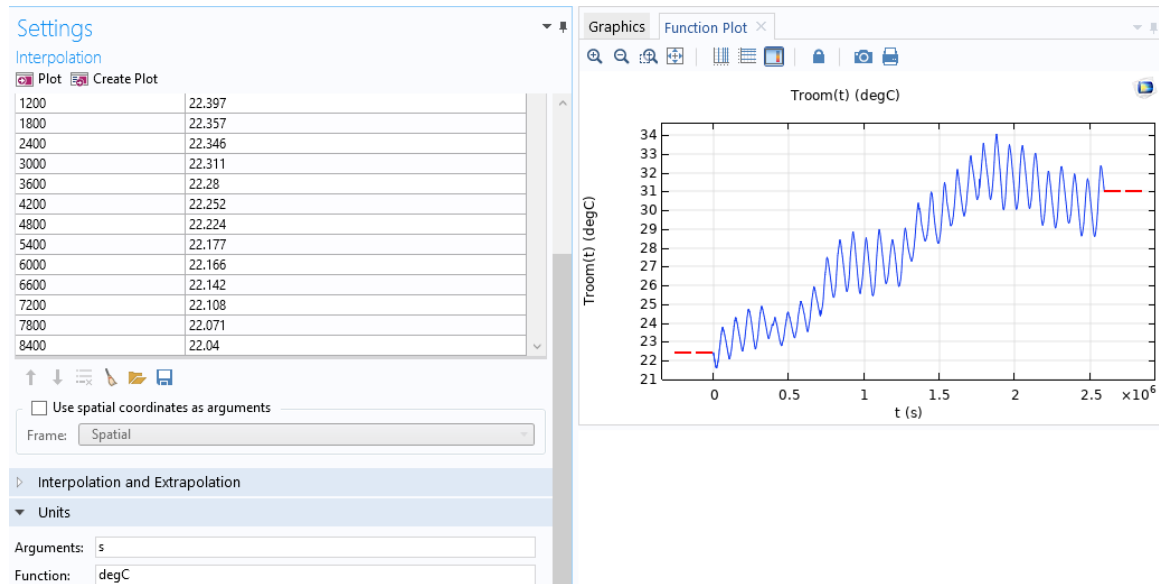 Settings
Interpolation
Plot Create Plot
1200 22.397
1800 22.357
2400 22.346
3000 22.311
3600 22.28
4200 22.252
4800 22.224
5400 22.177
6000 22.166
6600 22.142
7200 22.108
7800 22.071
8400 22.04
Use spatial coordinates as arguments
Frame: Spatial
Interpolation and Extrapolation
Units
Arguments: s
Function: degC
Graphics Function Plot
Troom(t) (degC)
Troom(t) (degC)
34
33
32
31
30
29
28
27
26
25
24
23
22
21
0 0.5 1 1.5 2 2.5 ×10⁶
t (s)